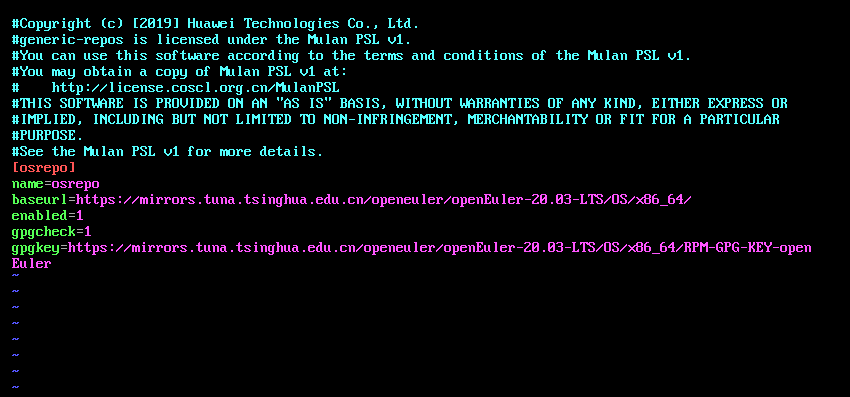 #Copyright (c) [2019] Huawei Technologies Co., Ltd.
#generic-repos is licensed under the Mulan PSL v1.
#You can use this software according to the terms and conditions of the Mulan PSL v1.
#You may obtain a copy of Mulan PSL v1 at:
#    http://license.coscl.org.cn/MulanPSL
#THIS SOFTWARE IS PROVIDED ON AN "AS IS" BASIS, WITHOUT WARRANTIES OF ANY KIND, EITHER EXPRESS OR
#IMPLIED, INCLUDING BUT NOT LIMITED TO NON-INFRINGEMENT, MERCHANTABILITY OR FIT FOR A PARTICULAR
#PURPOSE.
#See the Mulan PSL v1 for more details.
[osrepo]
name=osrepo
baseurl=https://mirrors.tuna.tsinghua.edu.cn/openeuler/openEuler-20.03-LTS/OS/x86_64/
enabled=1
gpgcheck=1
gpgkey=https://mirrors.tuna.tsinghua.edu.cn/openeuler/openEuler-20.03-LTS/OS/x86_64/RPM-GPG-KEY-open
Euler
~
~
~
~
~
~
~
~